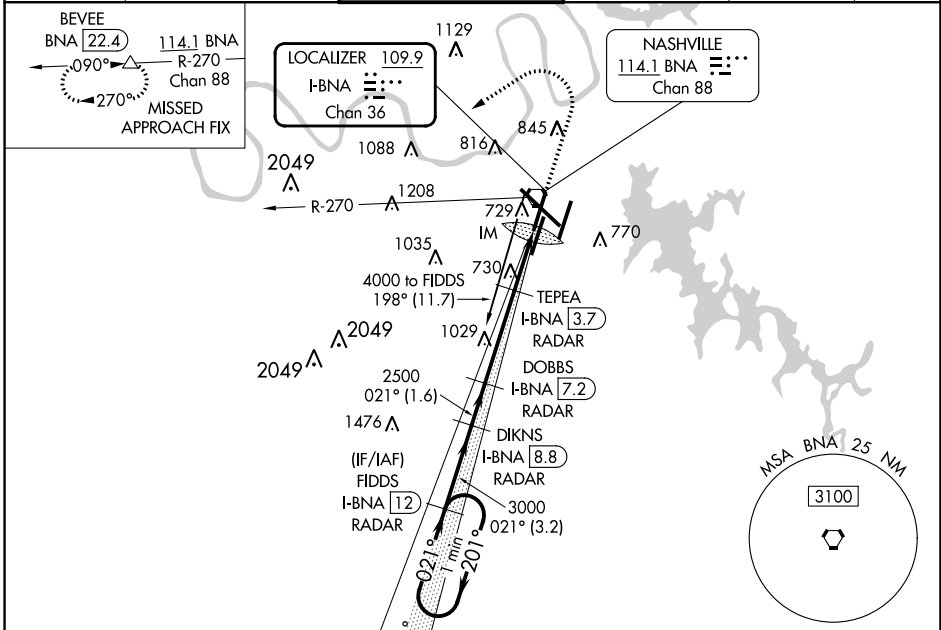 BEVEE
BNA 22.4
090°
270°
114.1 BNA
R-270
Chan 88
MISSED
APPROACH FIX
LOCALIZER 109.9
I-BNA
Chan 36
1129
NASHVILLE
114.1 BNA
Chan 88
845
816
1088
2049
1208
R-270
729
IM
770
1035
730
4000 to FIDDS
198° (11.7)
TEPEA
I-BNA 3.7
RADAR
1029
2049
2049
DOBBS
I-BNA 7.2
RADAR
2500
021° (1.6)
1476
DIKNS
I-BNA 8.8
RADAR
(IF/IAF)
FIDDS
I-BNA 12
RADAR
3000
021° (3.2)
021°
1 min
201°
MSA BNA 25 NM
3100